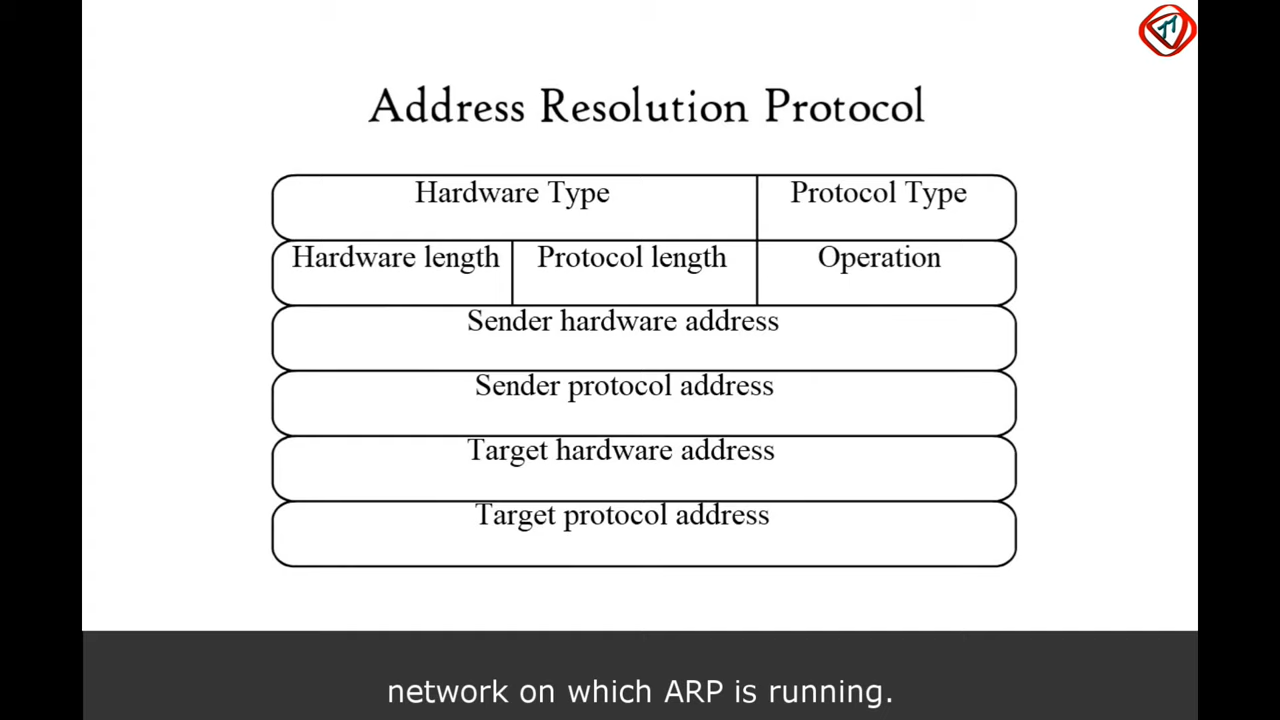 Address Resolution Protocol
Hardware Type Protocol Type
Hardware length Protocol length Operation
Sender hardware address
Sender protocol address
Target hardware address
Target protocol address
network on which ARP is running.